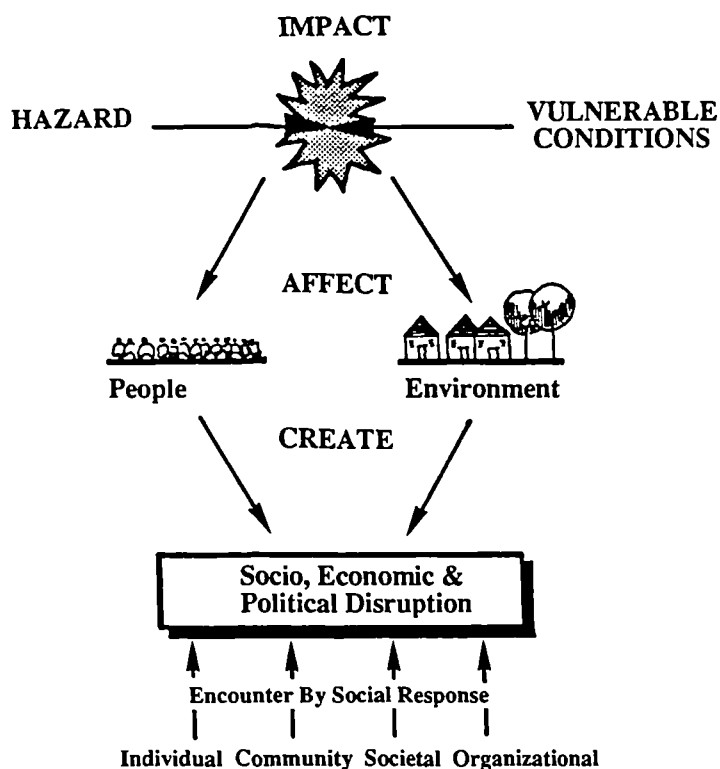 IMPACT
HAZARD
VULNERABLE
CONDITIONS
AFFECT
People
Environment
CREATE
Socio, Economic &
Political Disruption
Encounter By Social Response
Individual Community Societal Organizational